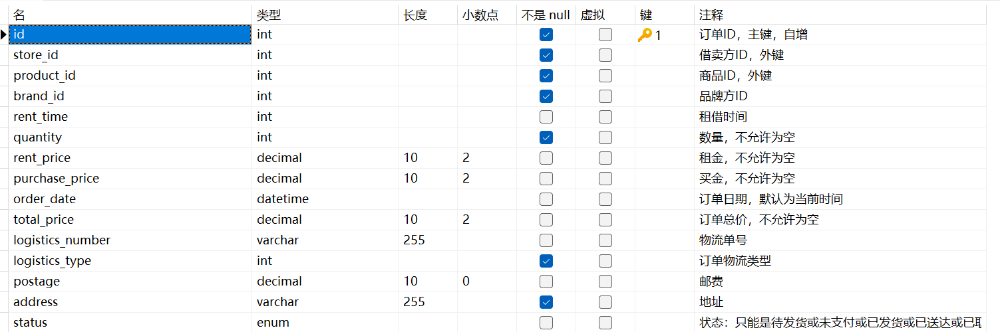 名 类型 长度 小数点 不是 null 虚拟 键 注释
id int 1 订单ID，主键，自增
store_id int 借卖方ID，外键
product_id int 商品ID，外键
brand_id int 品牌方ID
rent_time int 租借时间
quantity int 数量，不允许为空
rent_price decimal 10 2 租金，不允许为空
purchase_price decimal 10 2 买金，不允许为空
order_date datetime 订单日期，默认为当前时间
total_price decimal 10 2 订单总价，不允许为空
logistics_number varchar 255 物流单号
logistics_type int 订单物流类型
postage decimal 10 0 邮费
address varchar 255 地址
status enum 状态：只能是待发货或未支付或已发货或已送达或已